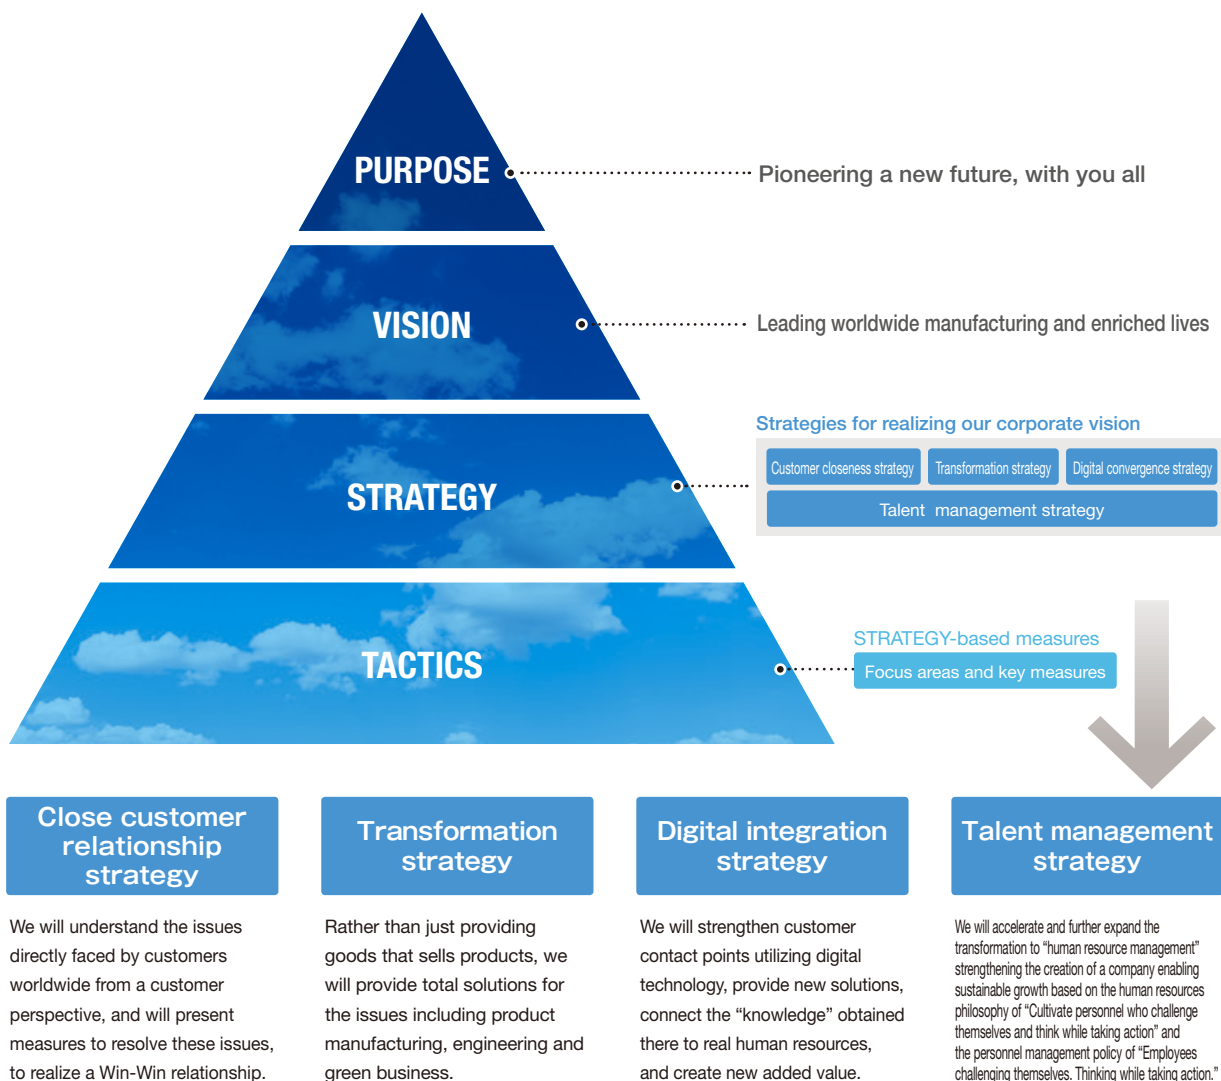 PURPOSE
Pioneering a new future, with you all
VISION
Leading worldwide manufacturing and enriched lives
Strategies for realizing our corporate vision
Customer closeness strategy
Transformation strategy
Digital convergence strategy
STRATEGY
Talent management strategy
STRATEGY-based measures
TACTICS
Focus areas and key measures
Close customer
relationship
strategy
We will understand the issues
directly faced by customers
worldwide from a customer
perspective, and will present
measures to resolve these issues,
to realize a Win-Win relationship.
Transformation
strategy
Rather than just providing
goods that sells products, we
will provide total solutions for
the issues including product
manufacturing, engineering and
green business.
Digital integration
strategy
We will strengthen customer
contact points utilizing digital
technology, provide new solutions,
connect the “knowledge” obtained
there to real human resources,
and create new added value.
Talent management
strategy
We will accelerate and further expand the
transformation to “human resource management”
strengthening the creation of a company enabling
sustainable growth based on the human resources
philosophy of “Cultivate personnel who challenge
themselves and think while taking action” and
the personnel management policy of “Employees
challenging themselves. Thinking while taking action.”